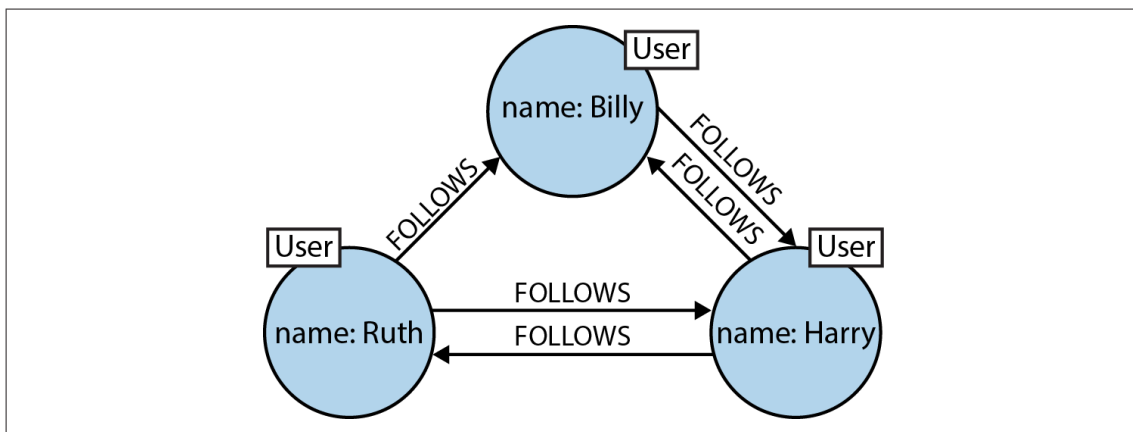 User
name: Billy
FOLLOWS
FOLLOWS
FOLLOWS
User
User
FOLLOWS
name: Ruth
name: Harry
FOLLOWS